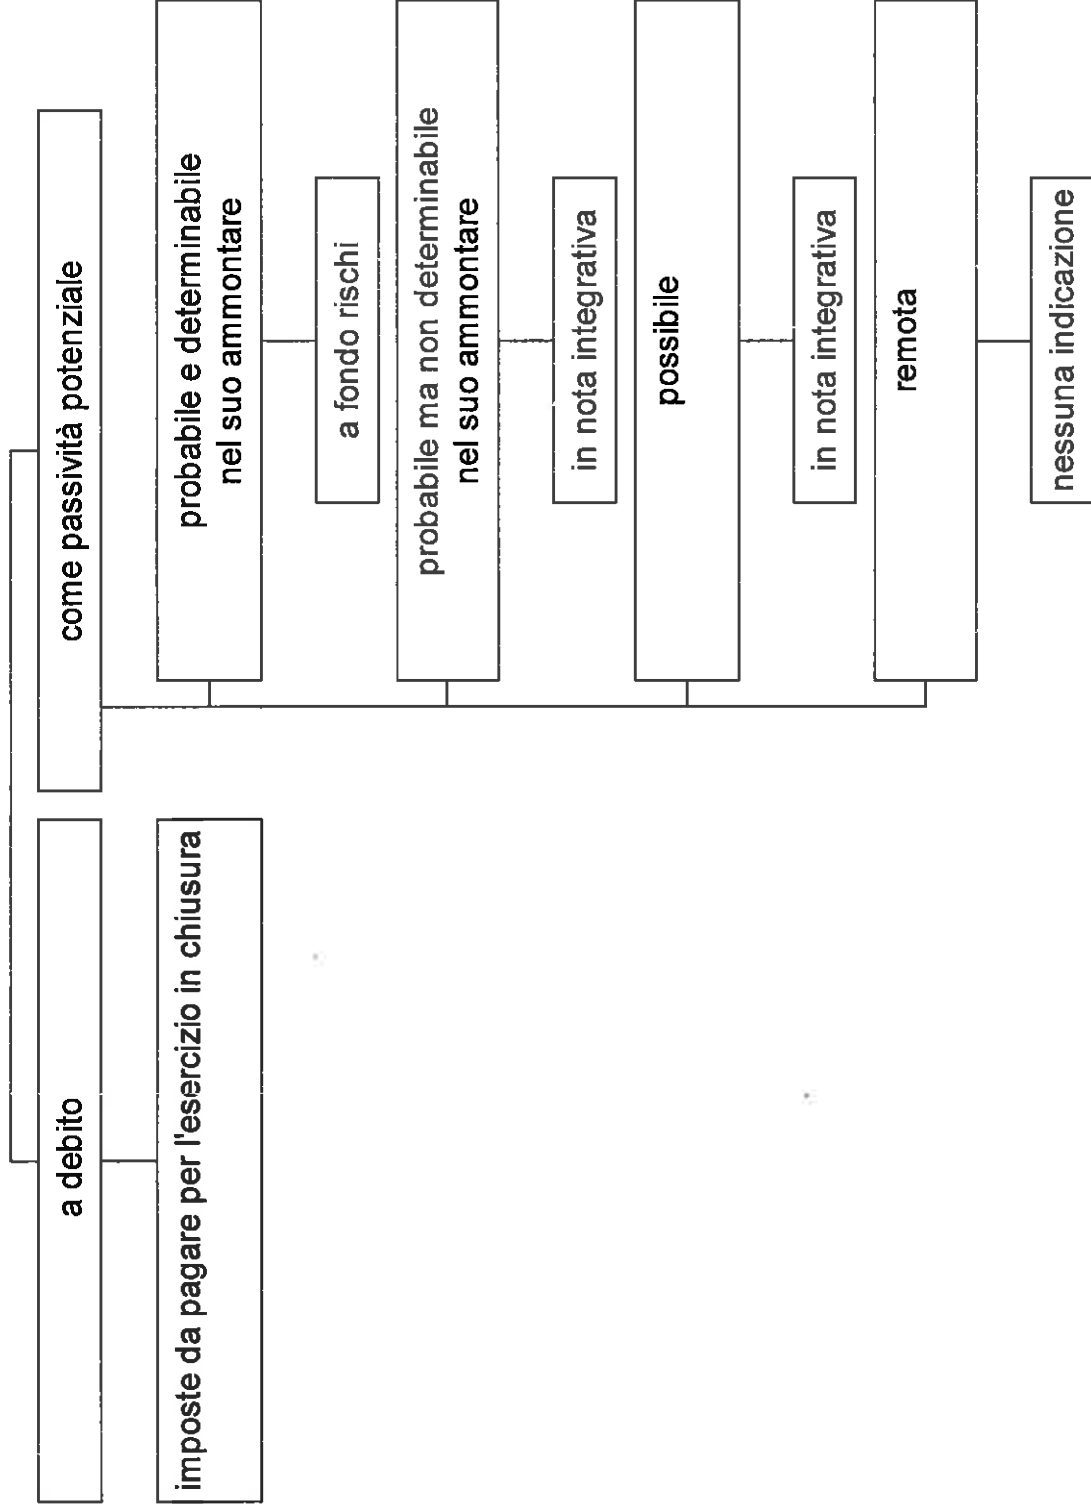 a debito
imposte da pagare per l'esercizio in chiusura
come passività potenziale
probabile e determinabile
nel suo ammontare
a fondo rischi
probabile ma non determinabile
nel suo ammontare
in nota integrativa
possibile
in nota integrativa
remota
nessuna indicazione